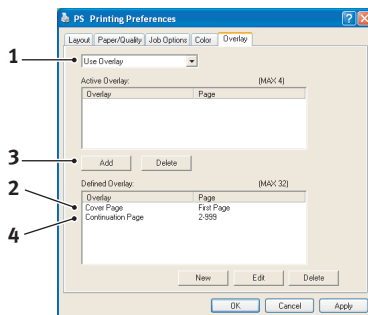 PS Printing Preferences
Layout Paper/Quality Job Options Color Overlay
1
Use Overlay
Active Overlay: (MAX 4)
Overlay Page
3
Add Delete
Defined Overlay: (MAX 32)
Overlay Page
2
Cover Page First Page
4
Continuation Page 2-999
New Edit Delete
OK Cancel Apply